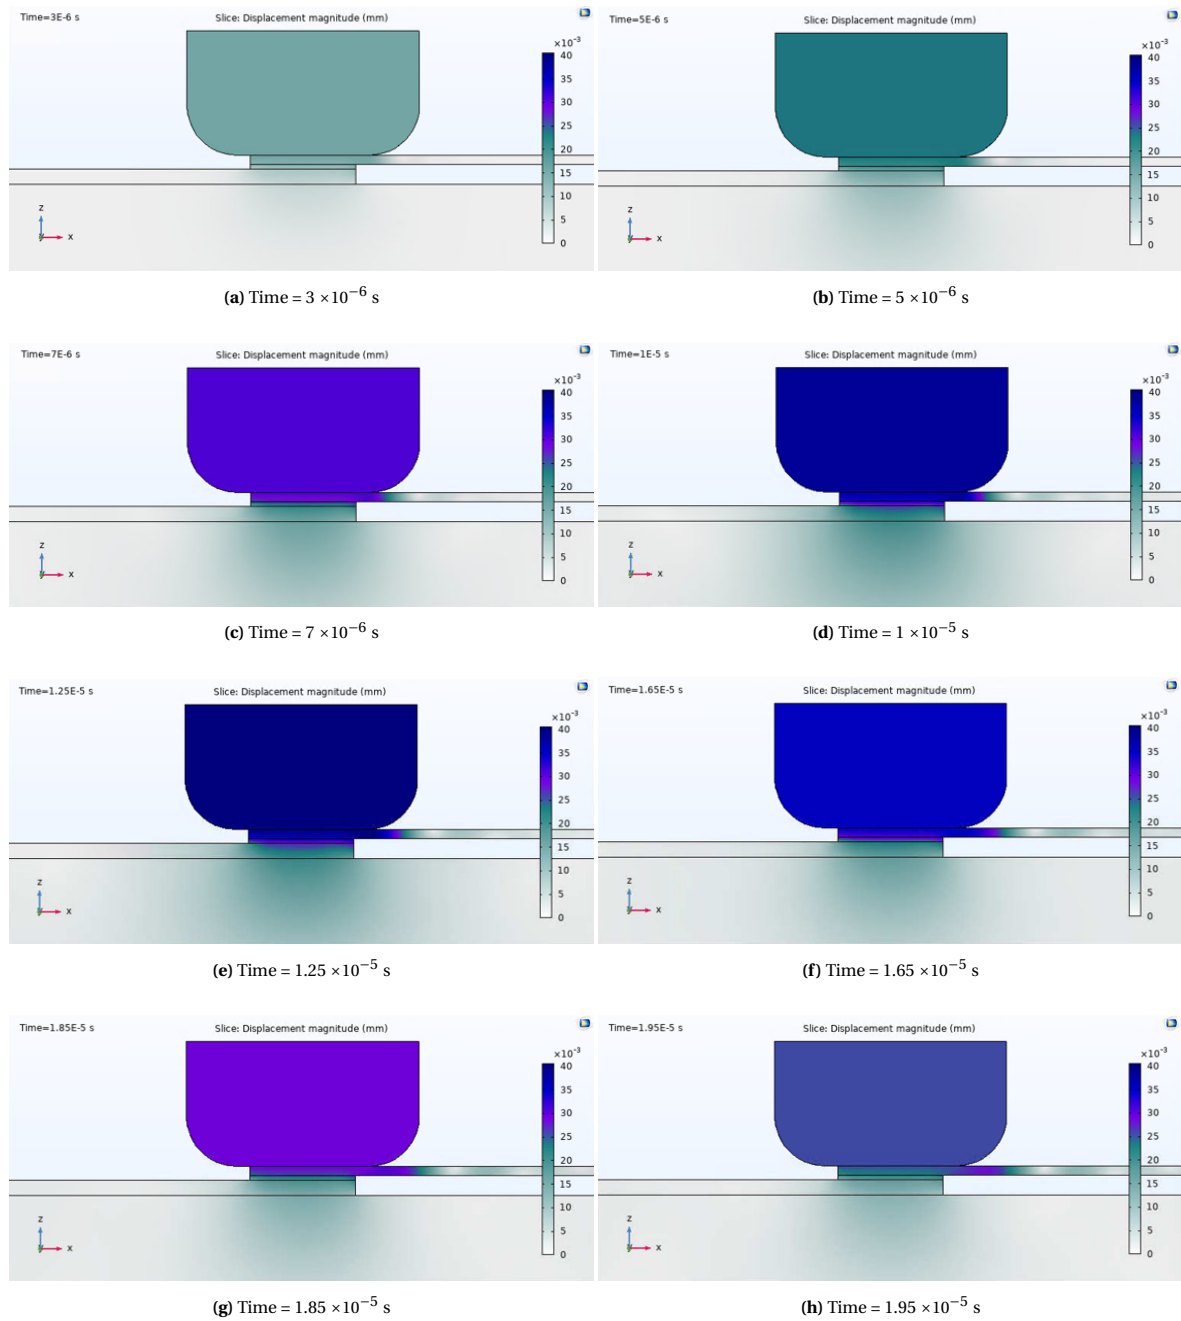 Time=3E-6 s
Slice: Displacement magnitude (mm)
×10⁻³
40
35
30
25
20
15
10
5
0
z
y
x
(a) Time = 3 ×10⁻⁶ s
Time=5E-6 s
Slice: Displacement magnitude (mm)
×10⁻³
40
35
30
25
20
15
10
5
0
z
y
x
(b) Time = 5 ×10⁻⁶ s
Time=7E-6 s
Slice: Displacement magnitude (mm)
×10⁻³
40
35
30
25
20
15
10
5
0
z
y
x
(c) Time = 7 ×10⁻⁶ s
Time=1E-5 s
Slice: Displacement magnitude (mm)
×10⁻³
40
35
30
25
20
15
10
5
0
z
y
x
(d) Time = 1 ×10⁻⁵ s
Time=1.25E-5 s
Slice: Displacement magnitude (mm)
×10⁻³
40
35
30
25
20
15
10
5
0
z
y
x
(e) Time = 1.25 ×10⁻⁵ s
Time=1.65E-5 s
Slice: Displacement magnitude (mm)
×10⁻³
40
35
30
25
20
15
10
5
0
z
y
x
(f) Time = 1.65 ×10⁻⁵ s
Time=1.85E-5 s
Slice: Displacement magnitude (mm)
×10⁻³
40
35
30
25
20
15
10
5
0
z
y
x
(g) Time = 1.85 ×10⁻⁵ s
Time=1.95E-5 s
Slice: Displacement magnitude (mm)
×10⁻³
40
35
30
25
20
15
10
5
0
z
y
x
(h) Time = 1.95 ×10⁻⁵ s